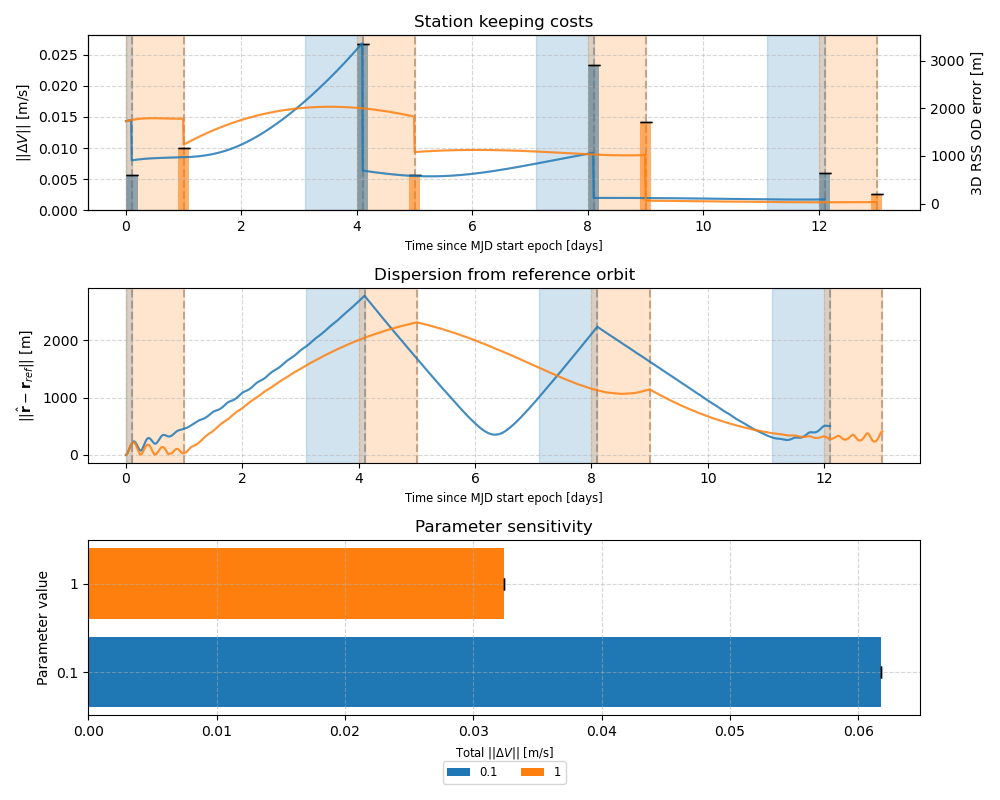 Station keeping costs
||ΔV|| [m/s]
0.025
0.020
0.015
0.010
0.005
0.000
3000
2000
1000
0
3D RSS OD error [m]
0 2 4 6 8 10 12
Time since MJD start epoch [days]
Dispersion from reference orbit
||r̂ − r_ref|| [m]
2000
1000
0
0 2 4 6 8 10 12
Time since MJD start epoch [days]
Parameter sensitivity
Parameter value
1
0.1
0.00 0.01 0.02 0.03 0.04 0.05 0.06
Total ||ΔV|| [m/s]
0.1 1